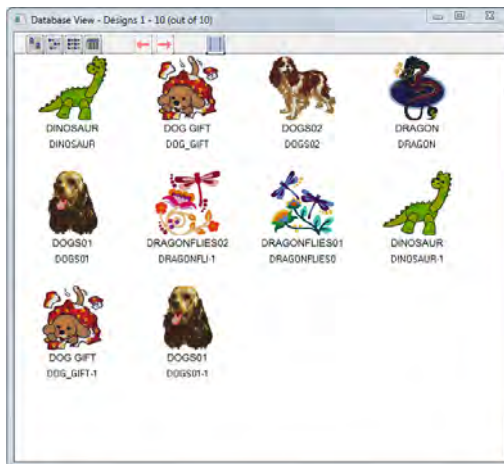 Database View - Designs 1 - 10 (out of 10)
DINOSAUR
DINOSAUR
DOG GIFT
DOG_GIFT
DOGS02
DOGS02
DRAGON
DRAGON
DOGS01
DOGS01
DRAGONFLIES02
DRAGONFLI-1
DRAGONFLIES01
DRAGONFLIES0
DINOSAUR
DINOSAUR-1
DOG GIFT
DOG_GIFT-1
DOGS01
DOGS01-1